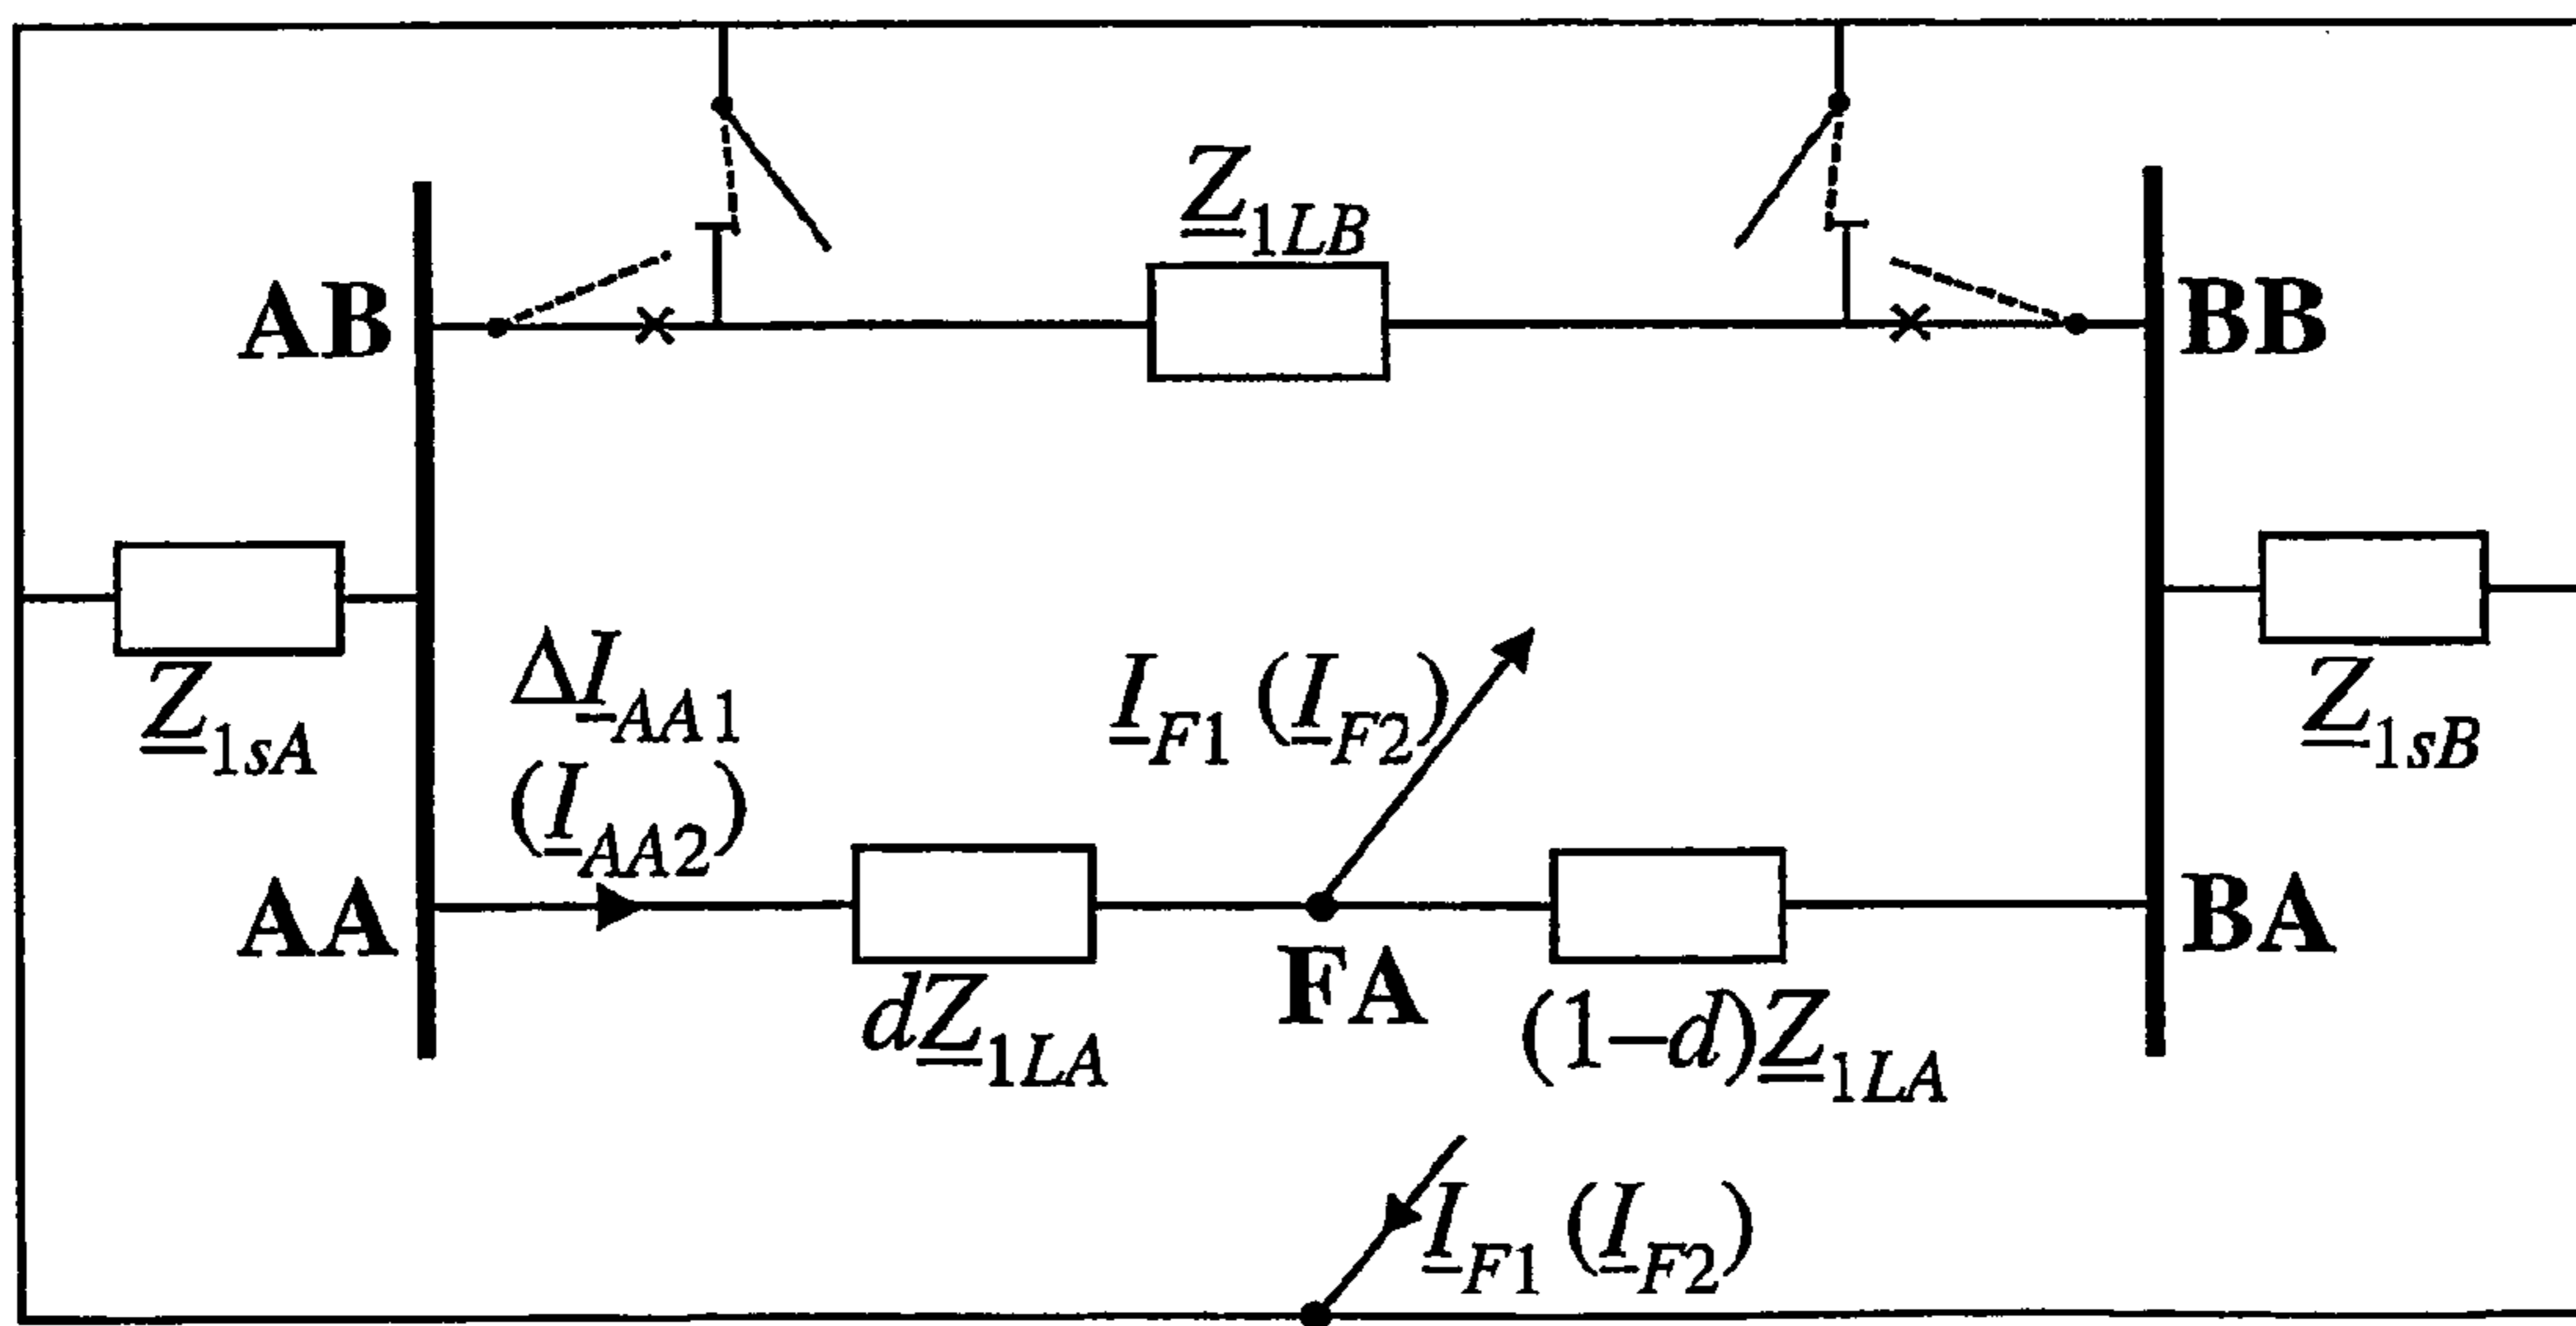 Z1LB
AB
BB
Z1sA
ΔIAA1
(IAA2)
IF1 (IF2)
Z1sB
AA
FA
BA
dZ1LA
(1–d)Z1LA
IF1 (IF2)